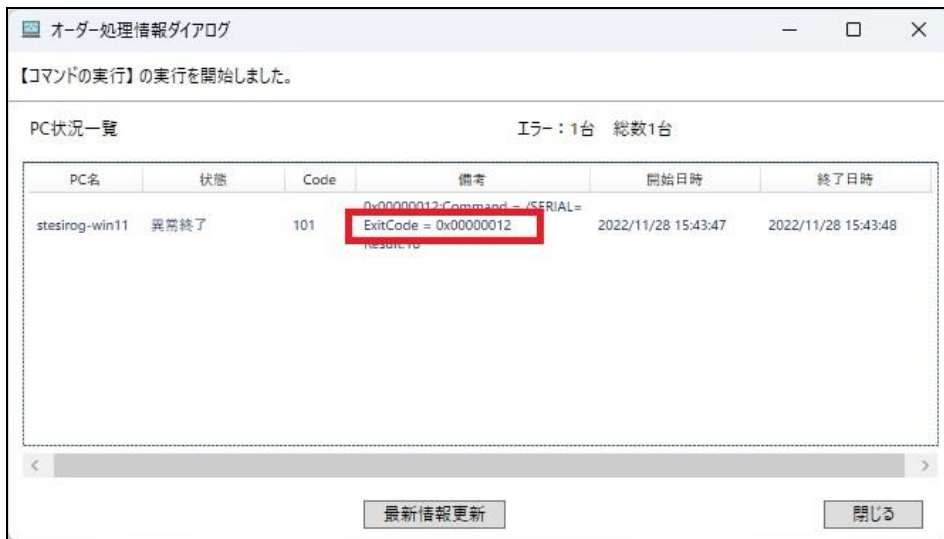 オーダー処理情報ダイアログ
【コマンドの実行】の実行を開始しました。
PC状況一覧 エラー：1台 総数1台
PC名 状態 Code 備考 開始日時 終了日時
0x00000012:Command = /SERIAL=
stesirog-win11 異常終了 101 ExitCode = 0x00000012 2022/11/28 15:43:47 2022/11/28 15:43:48
最新情報更新 閉じる